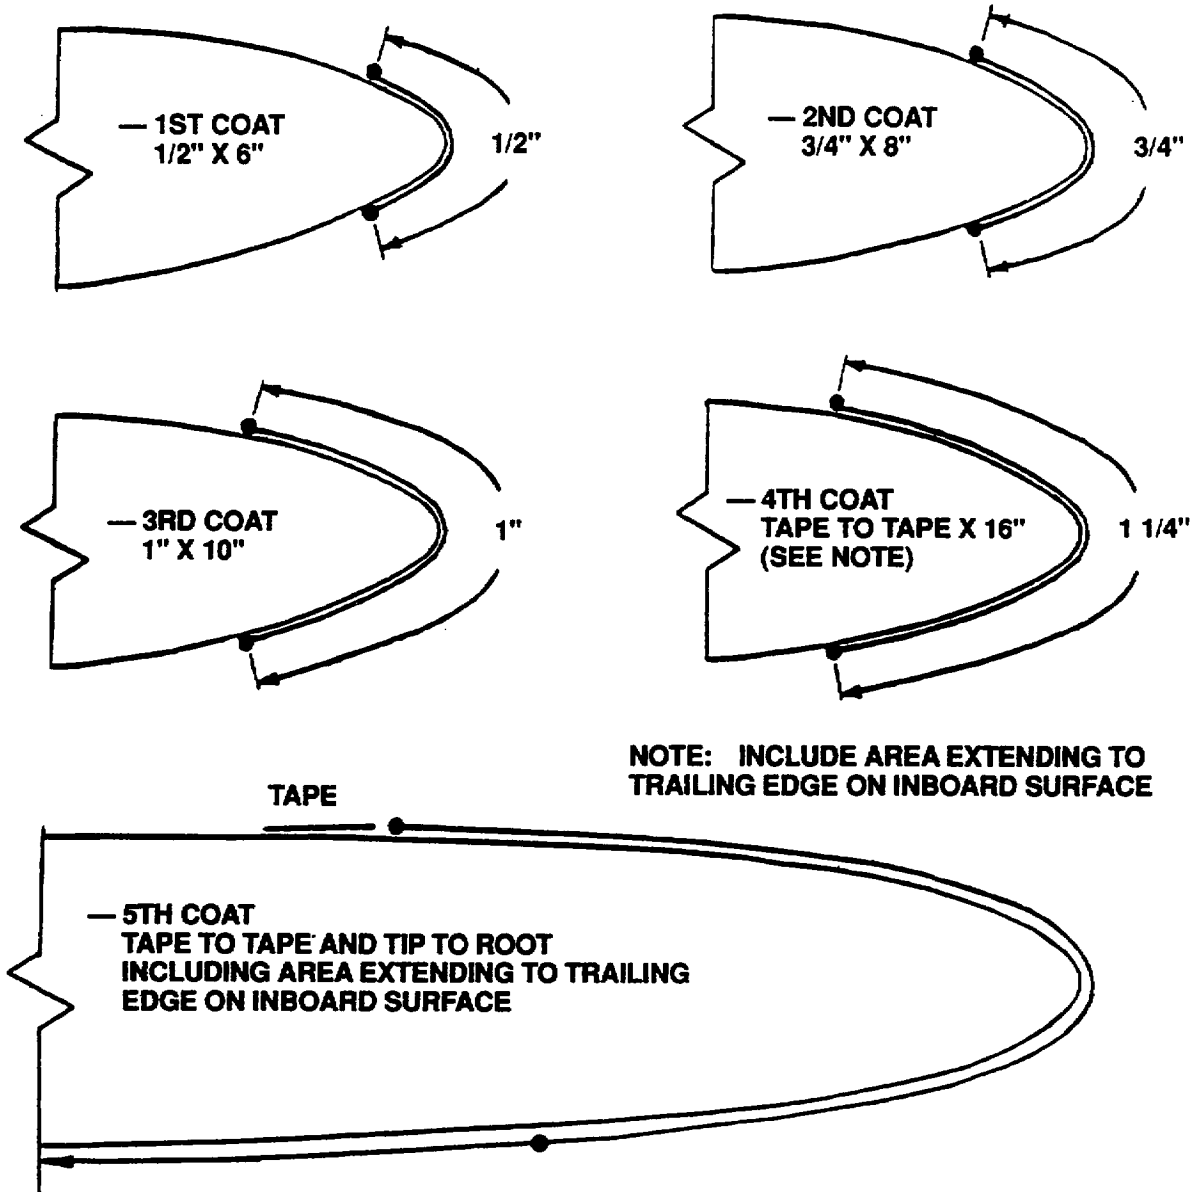 — 1ST COAT
1/2" X 6"
1/2"
— 2ND COAT
3/4" X 8"
3/4"
— 3RD COAT
1" X 10"
1"
— 4TH COAT
TAPE TO TAPE X 16"
(SEE NOTE)
1 1/4"
NOTE: INCLUDE AREA EXTENDING TO
TRAILING EDGE ON INBOARD SURFACE
TAPE
— 5TH COAT
TAPE TO TAPE AND TIP TO ROOT
INCLUDING AREA EXTENDING TO TRAILING
EDGE ON INBOARD SURFACE